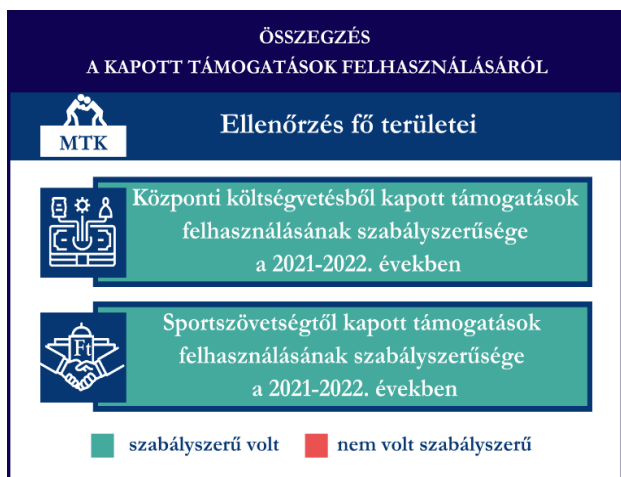 ÖSSZEGZÉS
A KAPOTT TÁMOGATÁSOK FELHASZNÁLÁSÁRÓL
MTK
Ellenőrzés fő területei
Központi költségvetésből kapott támogatások
felhasználásának szabályszerűsége
a 2021-2022. években
Sportszövetségtől kapott támogatások
felhasználásának szabályszerűsége
a 2021-2022. években
Ft
szabályszerű volt
nem volt szabályszerű